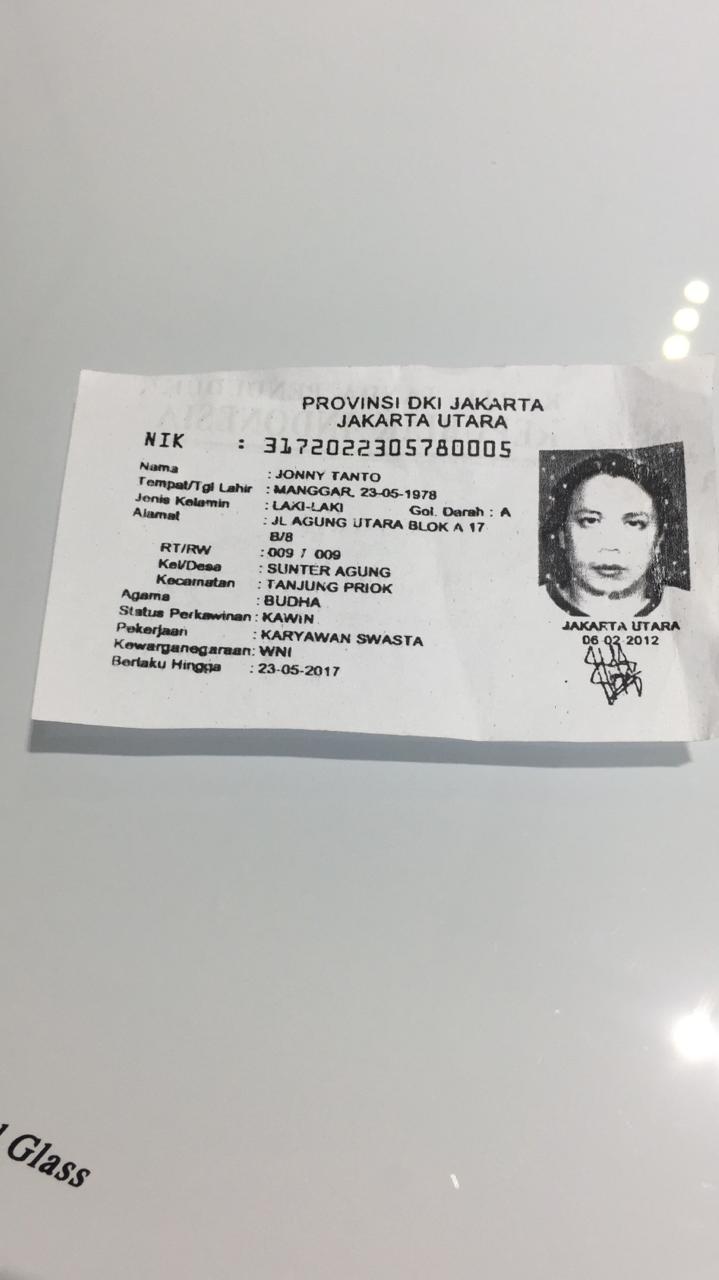 PROVINSI DKI JAKARTA
JAKARTA UTARA
NIK : 3172022305780005
Nama : JONNY TANTO
Tempat/Tgl Lahir : MANGGAR, 23-05-1978
Jenis Kelamin : LAKI-LAKI Gol. Darah : A
Alamat : JL AGUNG UTARA BLOK A 17
B/8
RT/RW : 009 / 009
Kel/Desa : SUNTER AGUNG
Kecamatan : TANJUNG PRIOK
Agama : BUDHA
Status Perkawinan : KAWIN
Pekerjaan : KARYAWAN SWASTA
Kewarganegaraan : WNI
Berlaku Hingga : 23-05-2017
JAKARTA UTARA
06-02-2012
Glass